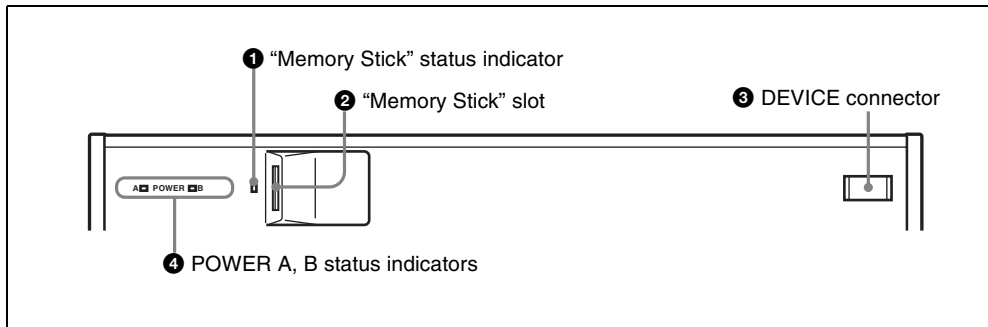 ❶ “Memory Stick” status indicator
❷ “Memory Stick” slot
❸ DEVICE connector
A POWER B
❹ POWER A, B status indicators